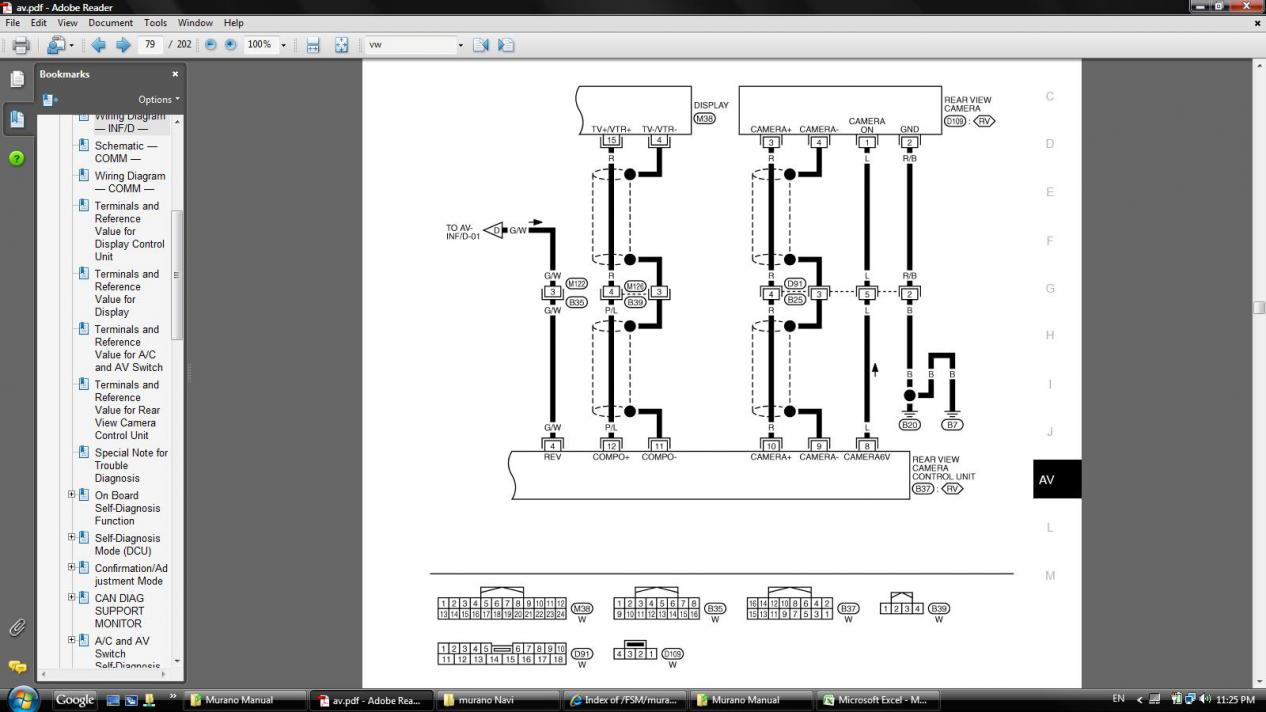 av.pdf - Adobe Reader
File Edit View Document Tools Window Help
79 / 202 100% vw
Bookmarks
Options
Wiring Diagram
— INF/D —
Schematic —
COMM —
Wiring Diagram
— COMM —
Terminals and
Reference
Value for
Display Control
Unit
Terminals and
Reference
Value for
Display
Terminals and
Reference
Value for A/C
and AV Switch
Terminals and
Reference
Value for Rear
View Camera
Control Unit
Special Note for
Trouble
Diagnosis
On Board
Self-Diagnosis
Function
Self-Diagnosis
Mode (DCU)
Confirmation/Ad
justment Mode
CAN DIAG
SUPPORT
MONITOR
A/C and AV
Switch
Self-Diagnosis
DISPLAY
M38
TV+/VTR+ TV-/VTR-
15 4
REAR VIEW
CAMERA
D109 : RV
CAMERA+ CAMERA- CAMERA
ON GND
3 4 1 2
R R L R/B
TO AV-
INF/D-01
D G/W
G/W R R L R/B
3 M122 4 M126 3 4 D91 3 5 2
B35 B39 B25
G/W P/L R L B
B B B
B20 B7
G/W P/L R L
4 12 11 10 9 8
REV COMPO+ COMPO- CAMERA+ CAMERA- CAMERA6V
REAR VIEW
CAMERA
CONTROL UNIT
B37 : RV
C
D
E
F
G
H
I
J
AV
L
M
1 2 3 4 5 6 7 8 9 10 11 12
13 14 15 16 17 18 19 20 21 22 23 24
M38
W
1 2 3 4 5 6 7 8
9 10 11 12 13 14 15 16
B35
W
16 14 12 10 8 6 4 2
15 13 11 9 7 5 3 1
B37
W
1 2 3 4
B39
W
1 2 3 4 5 6 7 8 9 10
11 12 13 14 15 16 17 18
D91
W
4 3 2 1
D109
W
Google Murano Manual av.pdf - Adobe Rea... murano Navi Index of /FSM/mura... Murano Manual Microsoft Excel - M... EN 11:25 PM